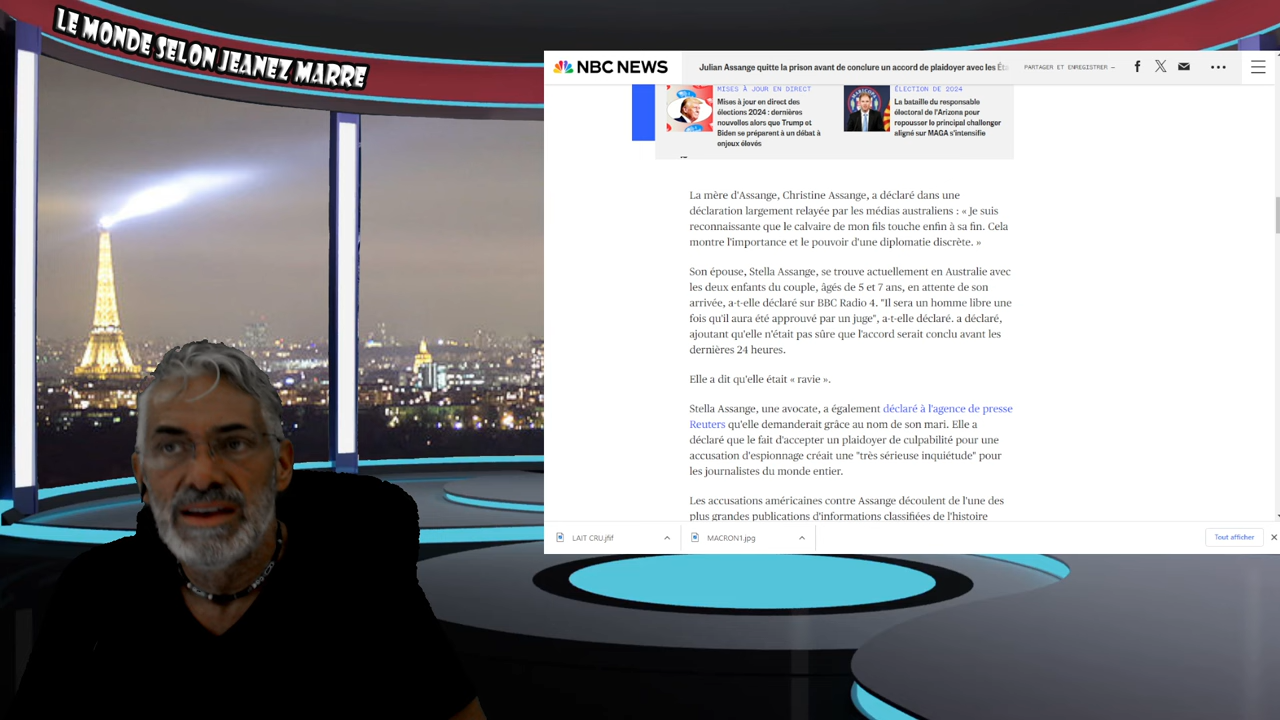 LE MONDE SELON JEANEZ MARRE
NBC NEWS
Julian Assange quitte la prison avant de conclure un accord de plaidoyer avec les Éta
PARTAGER ET ENREGISTRER —
MISES À JOUR EN DIRECT
Mises à jour en direct des
élections 2024 : dernières
nouvelles alors que Trump et
Biden se préparent à un débat à
enjeux élevés
ÉLECTION DE 2024
La bataille du responsable
électoral de l'Arizona pour
repousser le principal challenger
aligné sur MAGA s'intensifie
La mère d'Assange, Christine Assange, a déclaré dans une
déclaration largement relayée par les médias australiens : « Je suis
reconnaissante que le calvaire de mon fils touche enfin à sa fin. Cela
montre l'importance et le pouvoir d'une diplomatie discrète. »
Son épouse, Stella Assange, se trouve actuellement en Australie avec
les deux enfants du couple, âgés de 5 et 7 ans, en attente de son
arrivée, a-t-elle déclaré sur BBC Radio 4. "Il sera un homme libre une
fois qu'il aura été approuvé par un juge", a-t-elle déclaré. a déclaré,
ajoutant qu'elle n'était pas sûre que l'accord serait conclu avant les
dernières 24 heures.
Elle a dit qu'elle était « ravie ».
Stella Assange, une avocate, a également déclaré à l'agence de presse
Reuters qu'elle demanderait grâce au nom de son mari. Elle a
déclaré que le fait d'accepter un plaidoyer de culpabilité pour une
accusation d'espionnage créait une "très sérieuse inquiétude" pour
les journalistes du monde entier.
Les accusations américaines contre Assange découlent de l'une des
plus grandes publications d'informations classifiées de l'histoire
LAIT CRU.jfif
MACRON1.jpg
Tout afficher